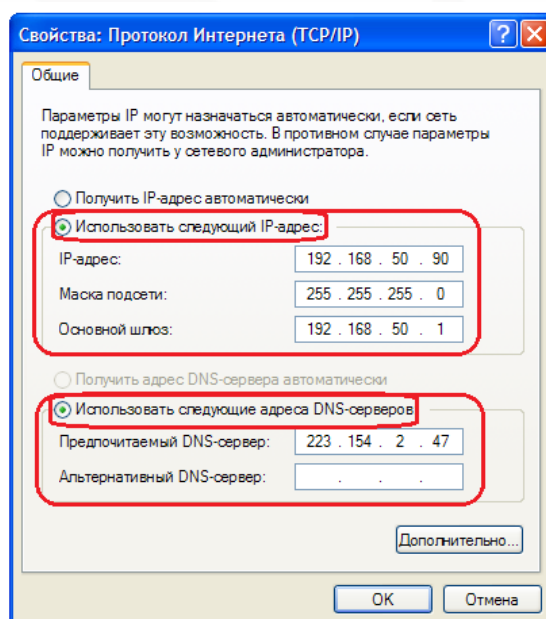 Свойства: Протокол Интернета (TCP/IP)
Общие
Параметры IP могут назначаться автоматически, если сеть
поддерживает эту возможность. В противном случае параметры
IP можно получить у сетевого администратора.
Получить IP-адрес автоматически
Использовать следующий IP-адрес:
IP-адрес: 192 . 168 . 50 . 90
Маска подсети: 255 . 255 . 255 . 0
Основной шлюз: 192 . 168 . 50 . 1
Получить адрес DNS-сервера автоматически
Использовать следующие адреса DNS-серверов
Предпочитаемый DNS-сервер: 223 . 154 . 2 . 47
Альтернативный DNS-сервер: . . .
Дополнительно...
OK Отмена